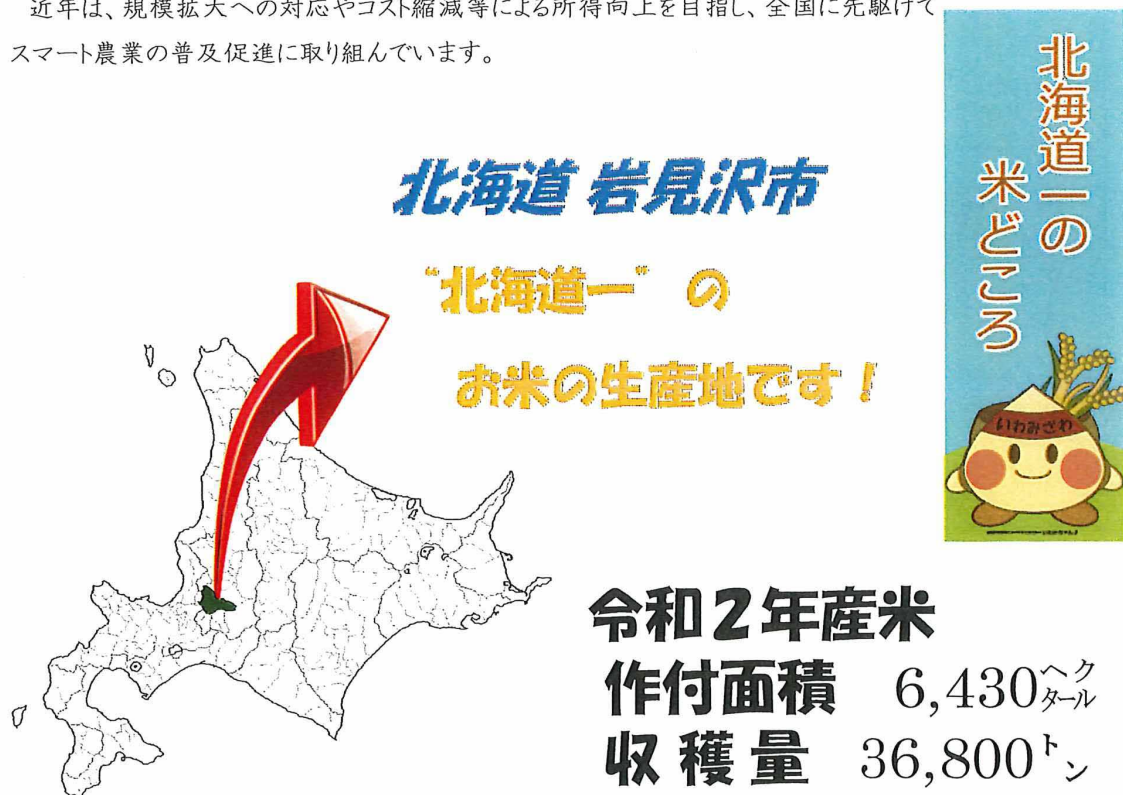 近年は、規模拡大への対応やコスト縮減等による所得向上を目指し、全国に先駆けて
スマート農業の普及促進に取り組んでいます。
北海道 岩見沢市
“北海道一” の
お米の生産地です！
北海道一の
米どころ
いわみざわ
令和２年産米
作付面積 6,430ヘクタール
収穫量 36,800トン